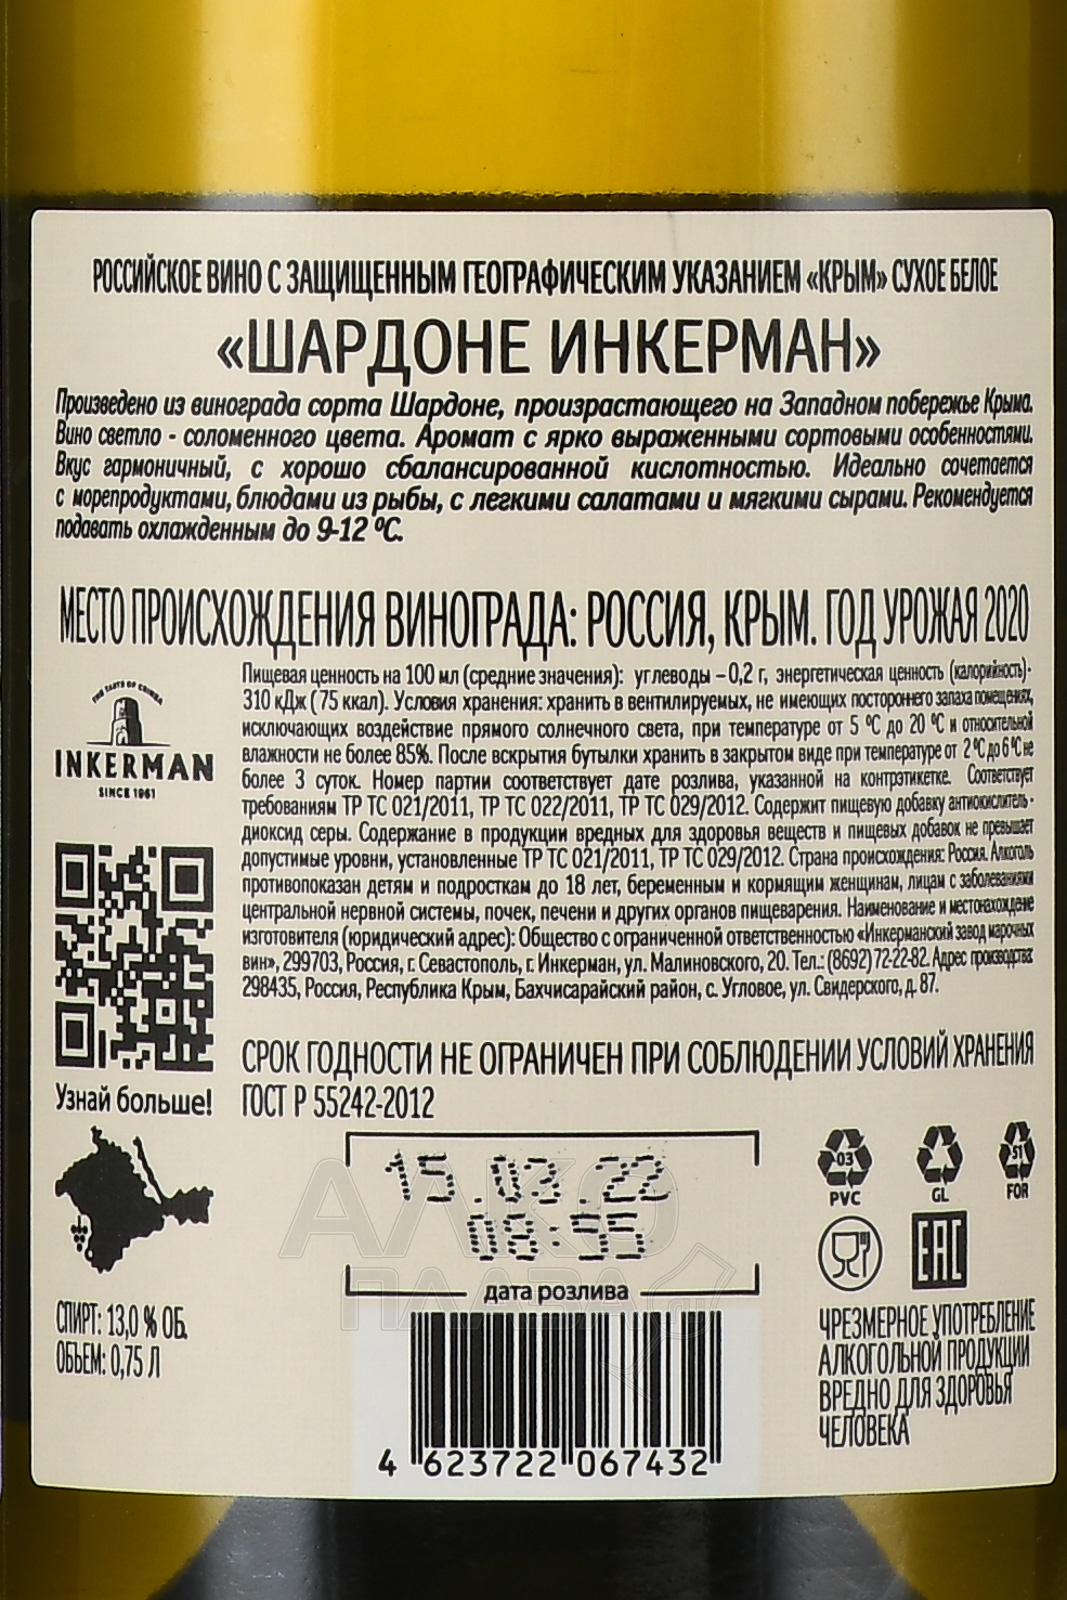 РОССИЙСКОЕ ВИНО С ЗАЩИЩЕННЫМ ГЕОГРАФИЧЕСКИМ УКАЗАНИЕМ «КРЫМ» СУХОЕ БЕЛОЕ
«ШАРДОНЕ ИНКЕРМАН»
Произведено из винограда сорта Шардоне, произрастающего на Западном побережье Крыма.
Вино светло - соломенного цвета. Аромат с ярко выраженными сортовыми особенностями.
Вкус гармоничный, с хорошо сбалансированной кислотностью. Идеально сочетается
с морепродуктами, блюдами из рыбы, с легкими салатами и мягкими сырами. Рекомендуется
подавать охлажденным до 9-12 ºС.
МЕСТО ПРОИСХОЖДЕНИЯ ВИНОГРАДА: РОССИЯ, КРЫМ. ГОД УРОЖАЯ 2020
Пищевая ценность на 100 мл (средние значения): углеводы – 0,2 г, энергетическая ценность (калорийность)-
310 кДж ( 75 ккал). Условия хранения: хранить в вентилируемых, не имеющих постороннего запаха помещениях,
исключающих воздействие прямого солнечного света, при температуре от 5 ºС до 20 ºС и относительной
влажности не более 85%. После вскрытия бутылки хранить в закрытом виде при температуре от 2 ºС до 6 ºС не
более 3 суток. Номер партии соответствует дате розлива, указанной на контрэтикетке. Соответствует
требованиям ТР ТС 021/2011, ТР ТС 022/2011, ТР ТС 029/2012. Содержит пищевую добавку антиокислитель -
диоксид серы. Содержание в продукции вредных для здоровья веществ и пищевых добавок не превышает
допустимые уровни, установленные ТР ТС 021/2011, ТР ТС 029/2012. Страна происхождения: Россия. Алкоголь
противопоказан детям и подросткам до 18 лет, беременным и кормящим женщинам, лицам с заболеваниями
центральной нервной системы, почек, печени и других органов пищеварения. Наименование и местонахождение
изготовителя (юридический адрес): Общество с ограниченной ответственностью «Инкерманский завод марочных
вин», 299703, Россия, г. Севастополь, г. Инкерман, ул. Малиновского, 20. Тел.: (8692) 72-22-82. Адрес производства:
298435, Россия, Республика Крым, Бахчисарайский район, с. Угловое, ул. Свидерского, д. 87.
THE TASTE OF CRIMEA
INKERMAN
SINCE 1961
Узнай больше!
СРОК ГОДНОСТИ НЕ ОГРАНИЧЕН ПРИ СОБЛЮДЕНИИ УСЛОВИЙ ХРАНЕНИЯ
ГОСТ Р 55242-2012
15.03.22
08:55
дата розлива
АЛКО
ПЛАЗА
.ru
03
PVC
GL
51
FOR
EAC
СПИРТ: 13,0 % ОБ.
ОБЪЕМ: 0,75 Л
ЧРЕЗМЕРНОЕ УПОТРЕБЛЕНИЕ
АЛКОГОЛЬНОЙ ПРОДУКЦИИ
ВРЕДНО ДЛЯ ЗДОРОВЬЯ
ЧЕЛОВЕКА
4 623722 067432